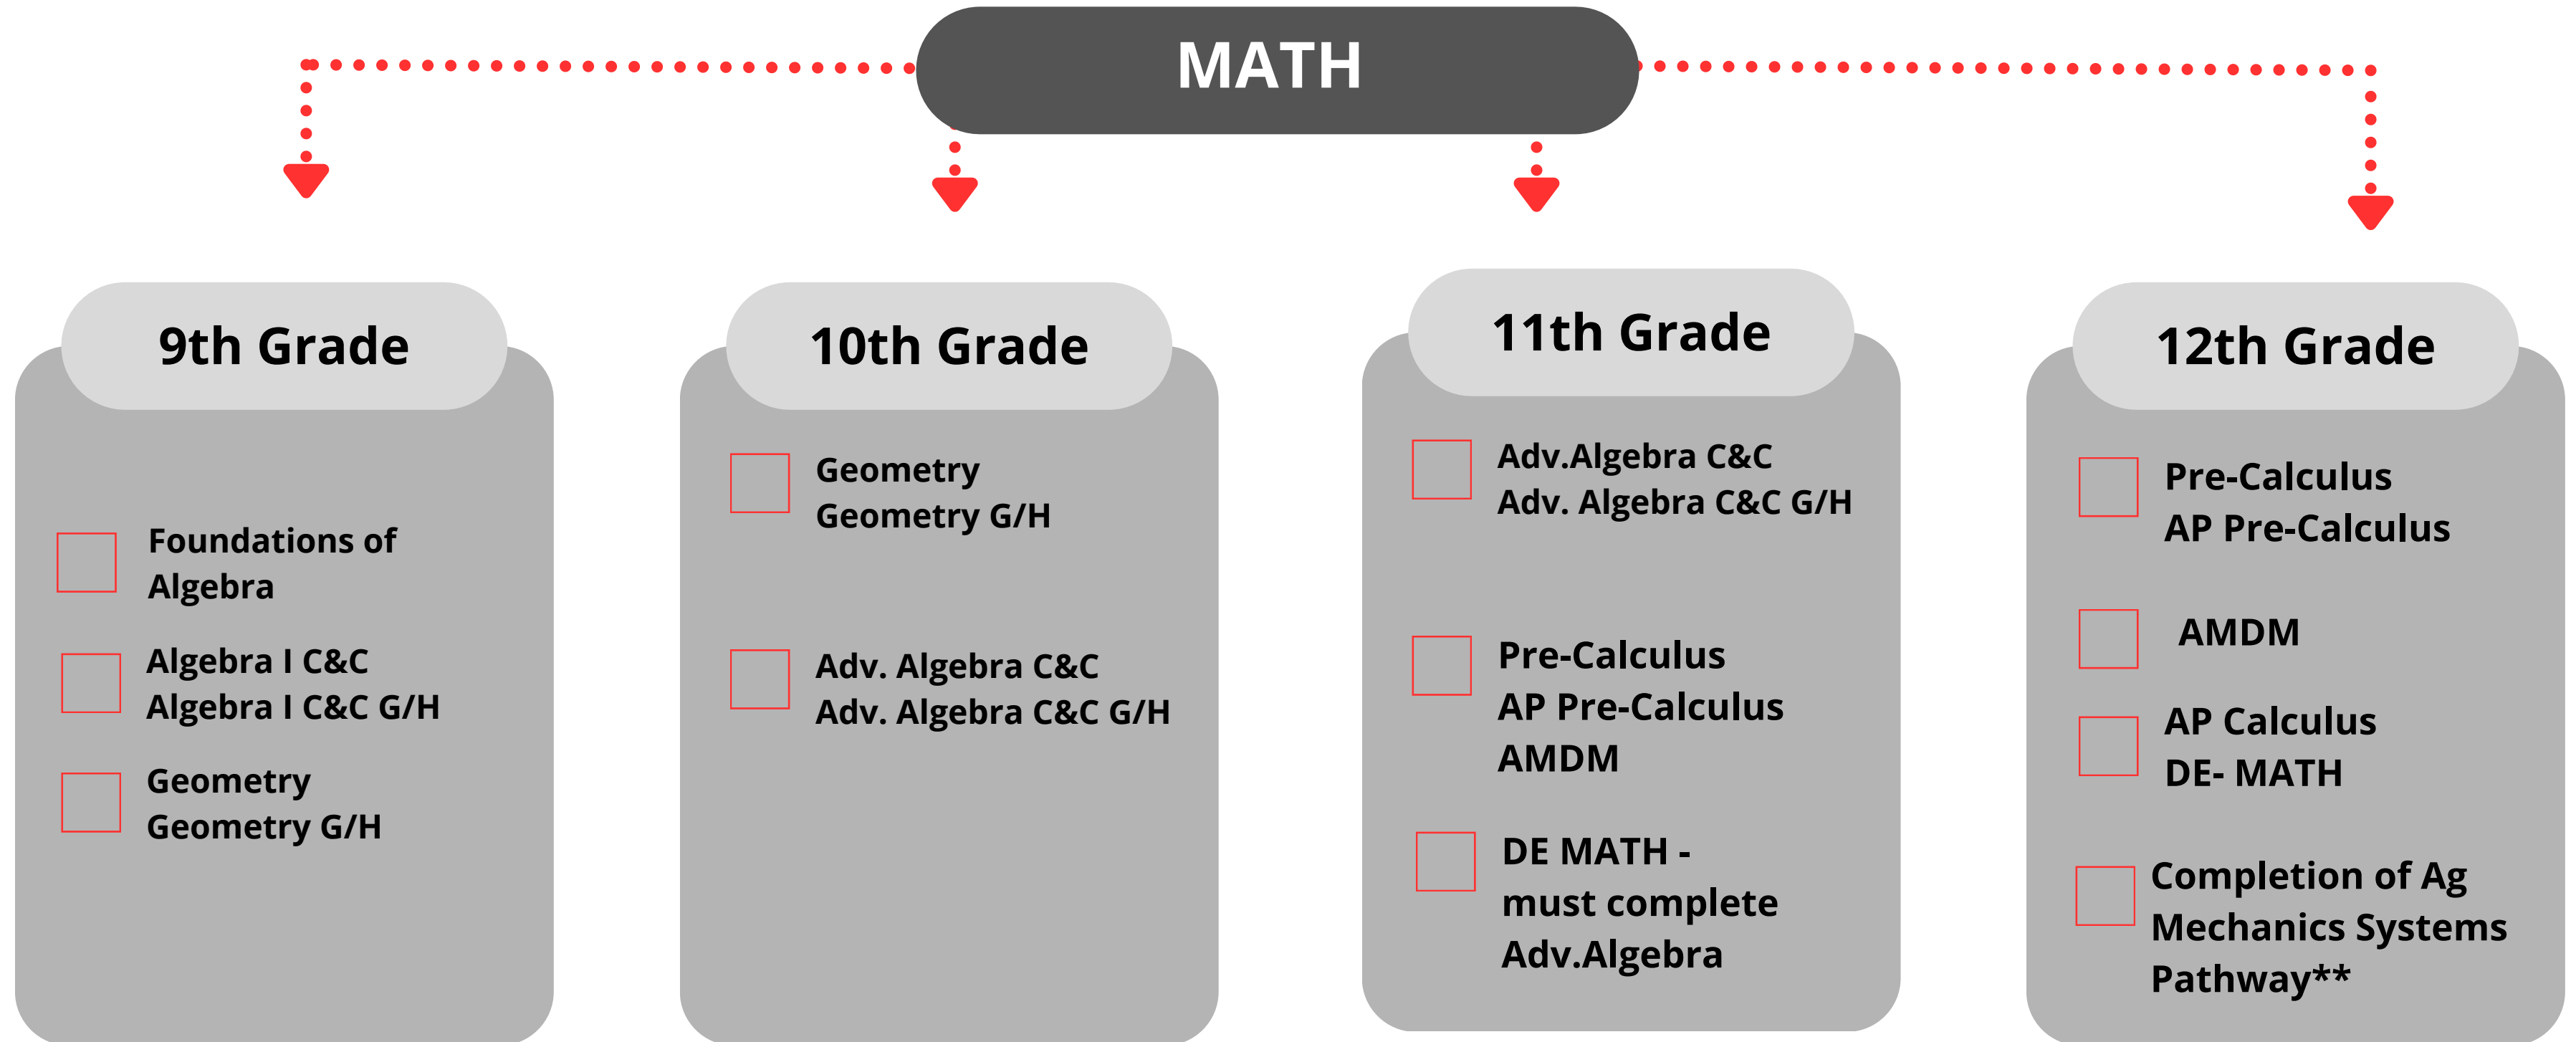 MATH
9th Grade
Foundations of
Algebra
Algebra I C&C
Algebra I C&C G/H
Geometry
Geometry G/H
10th Grade
Geometry
Geometry G/H
Adv. Algebra C&C
Adv. Algebra C&C G/H
11th Grade
Adv.Algebra C&C
Adv. Algebra C&C G/H
Pre-Calculus
AP Pre-Calculus
AMDM
DE MATH -
must complete
Adv.Algebra
12th Grade
Pre-Calculus
AP Pre-Calculus
AMDM
AP Calculus
DE- MATH
Completion of Ag
Mechanics Systems
Pathway**